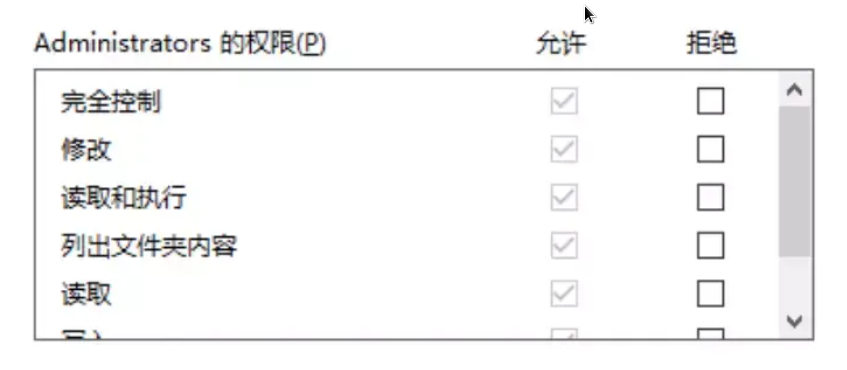 Administrators 的权限(P) 允许 拒绝
完全控制
修改
读取和执行
列出文件夹内容
读取